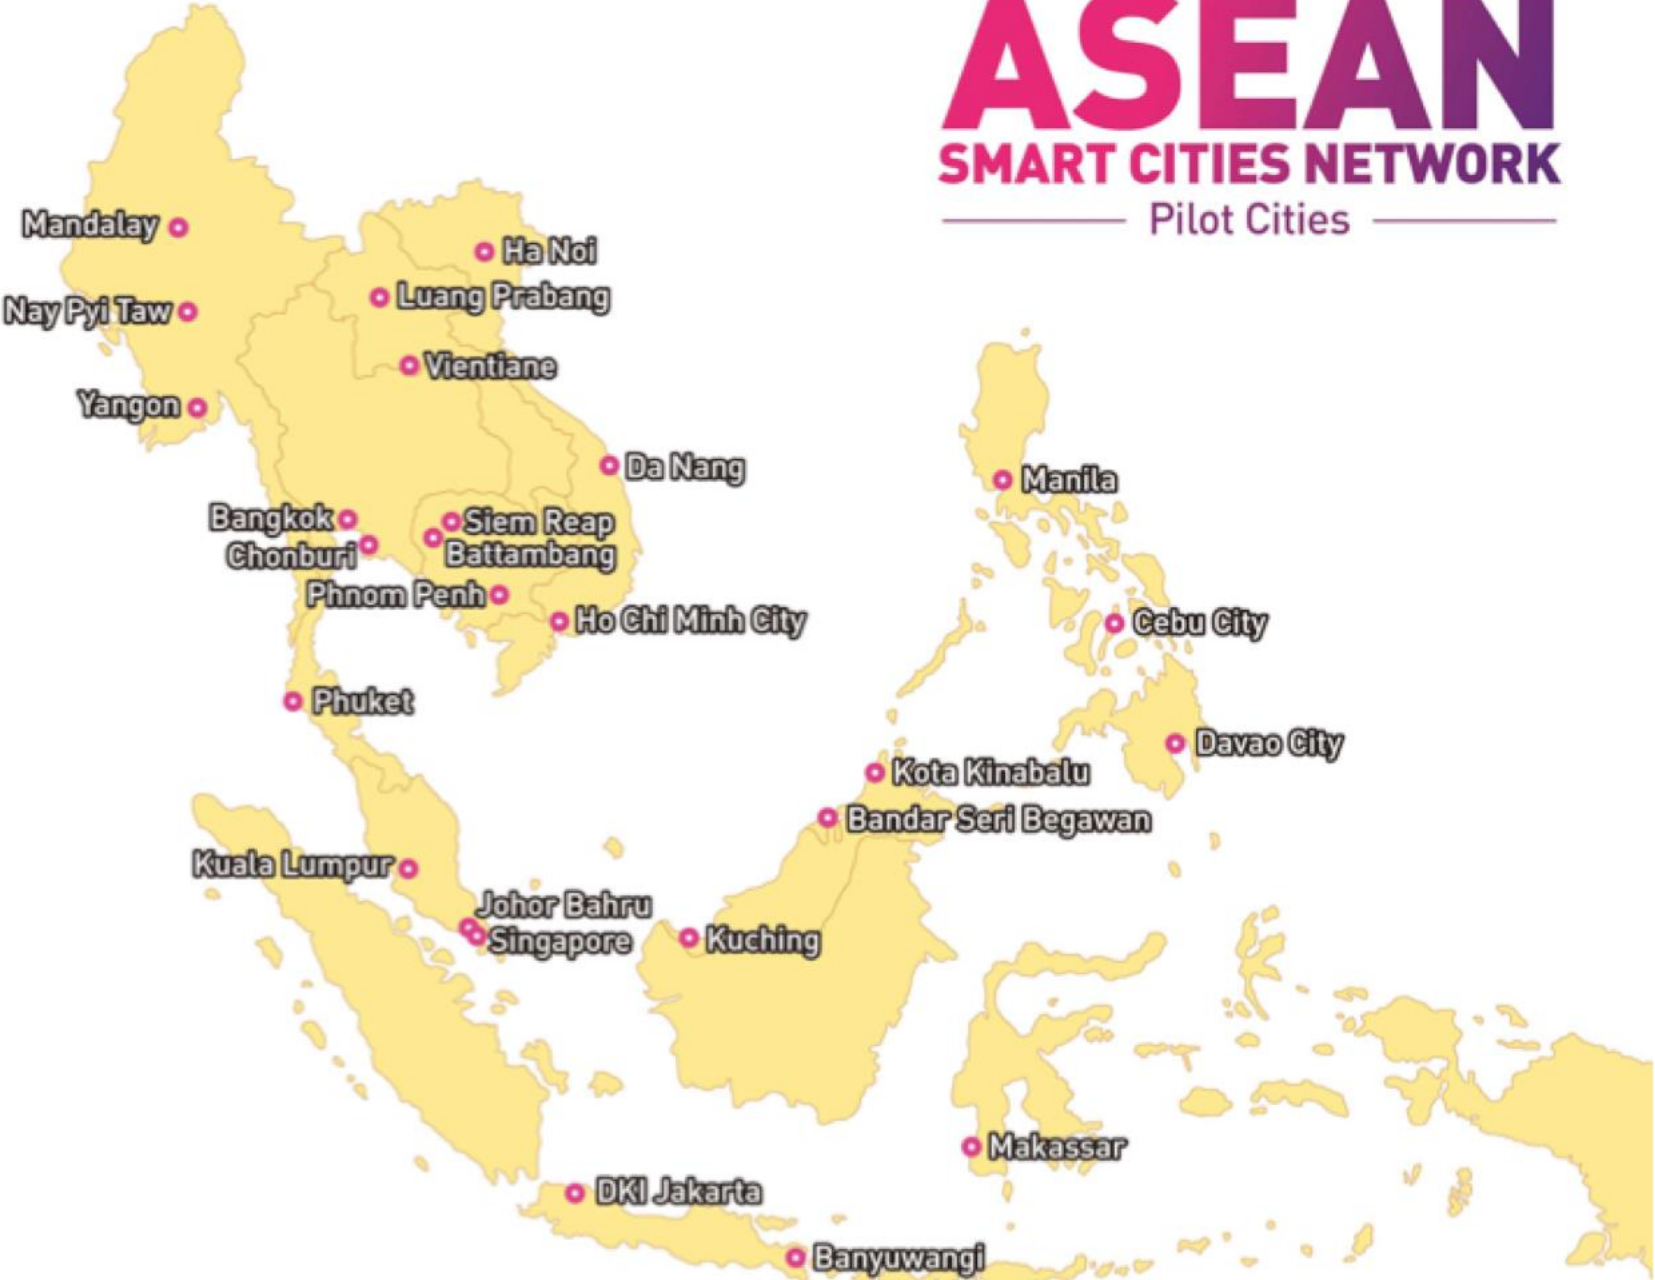 ASEAN
SMART CITIES NETWORK
Pilot Cities
Mandalay
Ha Noi
Luang Prabang
Nay Pyi Taw
Vientiane
Yangon
Da Nang
Manila
Bangkok
Siem Reap
Chonburi
Battambang
Phnom Penh
Ho Chi Minh City
Cebu City
Phuket
Davao City
Kota Kinabalu
Bandar Seri Begawan
Kuala Lumpur
Johor Bahru
Singapore
Kuching
Makassar
DKI Jakarta
Banyuwangi